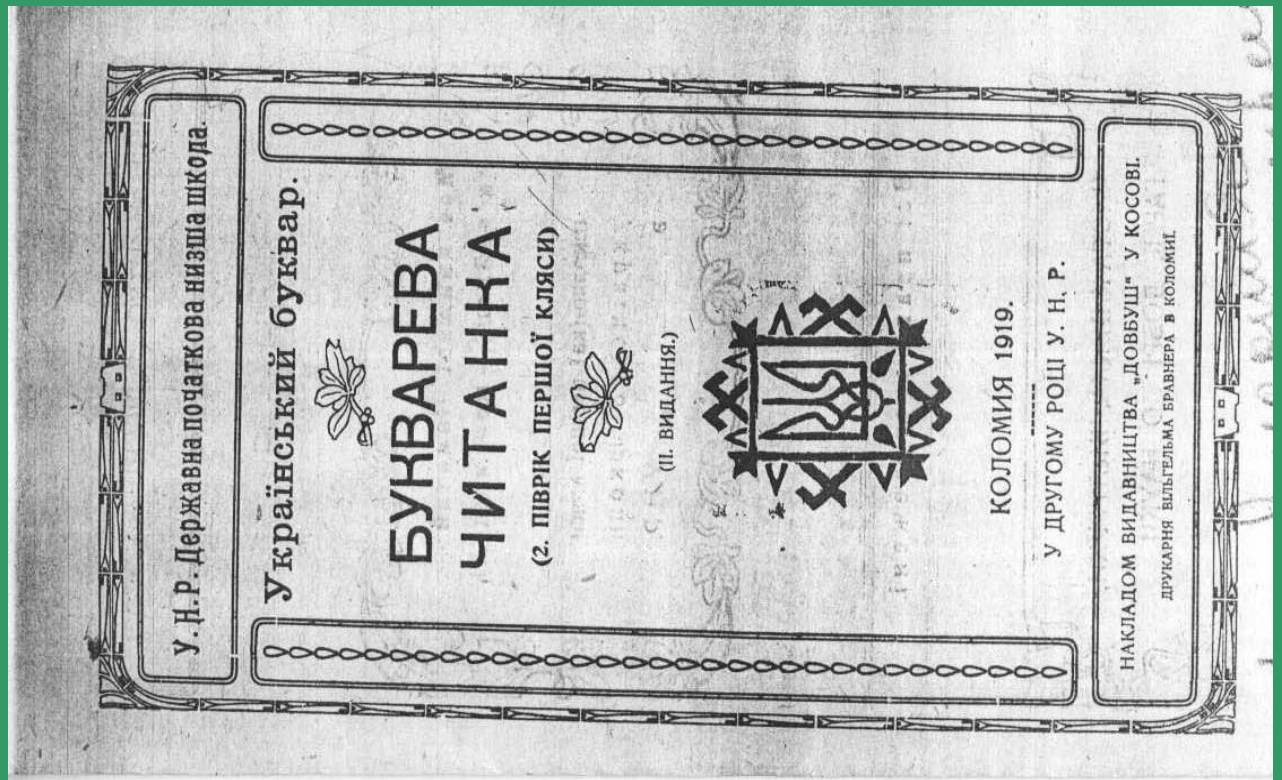 У. Н. Р. Державна початкова низша школа.
Український буквар.
БУКВАРЕВА
ЧИТАНКА
(2. ПІВРІК ПЕРШОЇ КЛЯСИ)
(II. ВИДАННЯ.)
КОЛОМИЯ 1919.
У ДРУГОМУ РОЦІ У. Н. Р.
НАКЛАДОМ ВИДАВНИЦТВА „ДОВБУШ“ У КОСОВІ.
ДРУКАРНЯ ВІЛЬГЕЛЬМА БРАВНЕРА В КОЛОМИЇ.